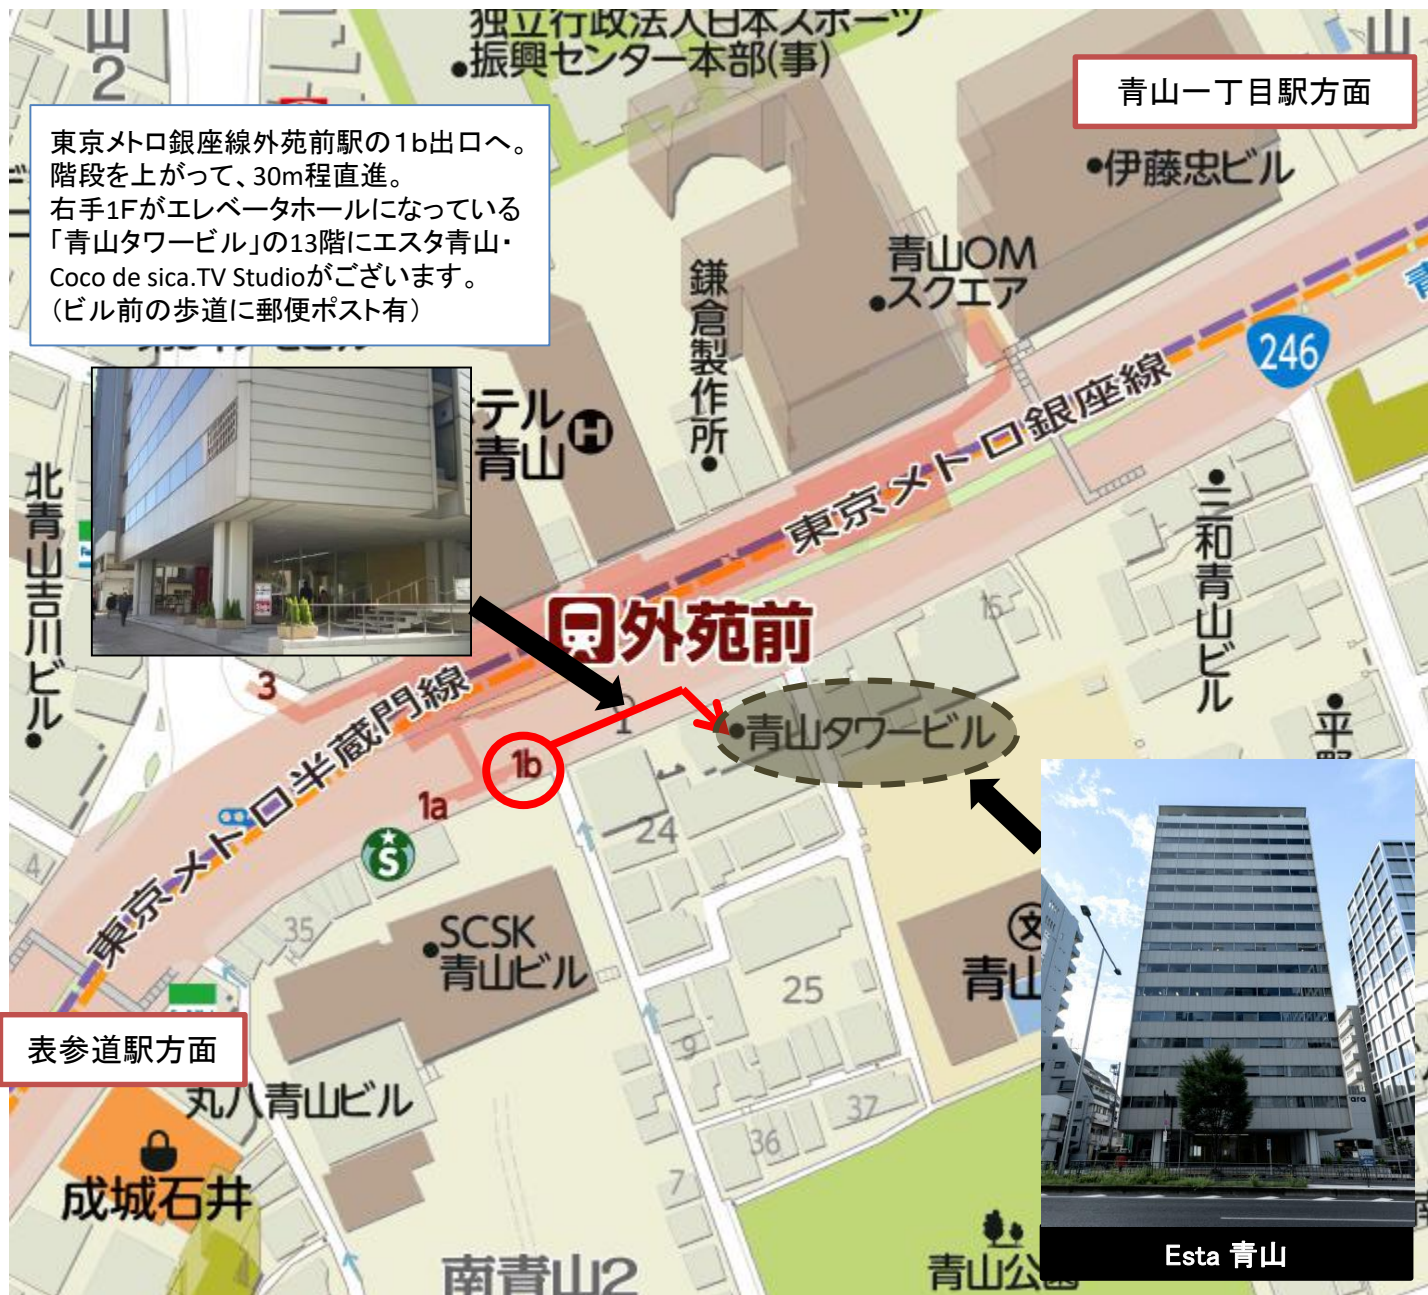 独立行政法人日本スポーツ
振興センター本部(事)
山
2
山
青山一丁目駅方面
東京メトロ銀座線外苑前駅の1b出口へ。
階段を上がって、30m程直進。
右手1Fがエレベータホールになっている
「青山タワービル」の13階にエスタ青山・
Coco de sica.TV Studioがございます。
（ビル前の歩道に郵便ポスト有）
伊藤忠ビル
青山OM
スクエア
鎌倉製作所
246
青
東京メトロ銀座線
テル
青山
H
北青山吉川ビル
三和青山ビル
外苑前
15
3
東京メトロ半蔵門線
1b
1a
青山タワービル
平野
24
4
S
35
SCSK
青山ビル
25
文
青山
9
表参道駅方面
丸八青山ビル
37
36
7
成城石井
南青山2
青山公園
ara
Esta 青山